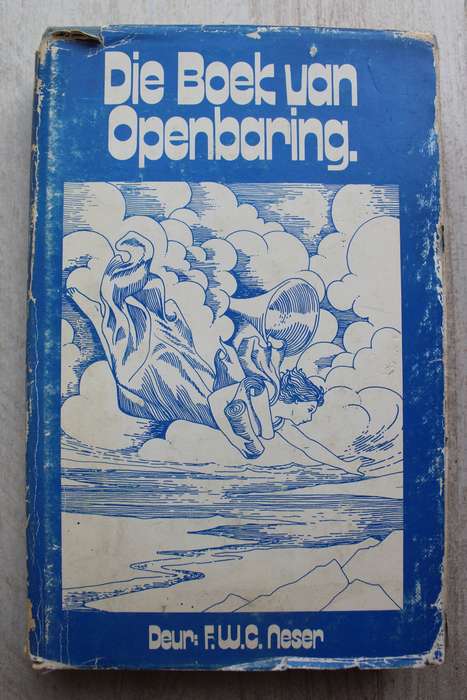 Die Boek van
Openbaring.
Deur: F.W.C. Neser